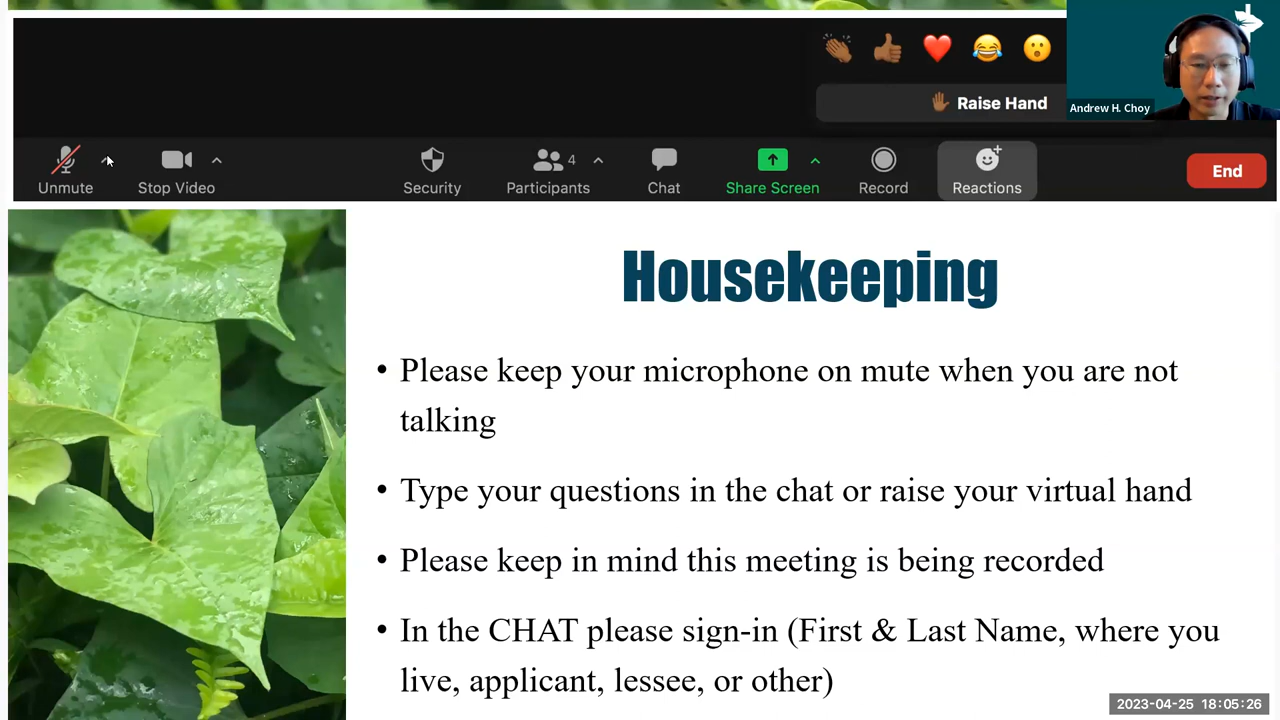 Raise Hand
Andrew H. Choy
Unmute
Stop Video
Security
4
Participants
Chat
Share Screen
Record
Reactions
End
Housekeeping
• Please keep your microphone on mute when you are not
talking
• Type your questions in the chat or raise your virtual hand
• Please keep in mind this meeting is being recorded
• In the CHAT please sign-in (First & Last Name, where you
live, applicant, lessee, or other)
2023-04-25 18:05:26